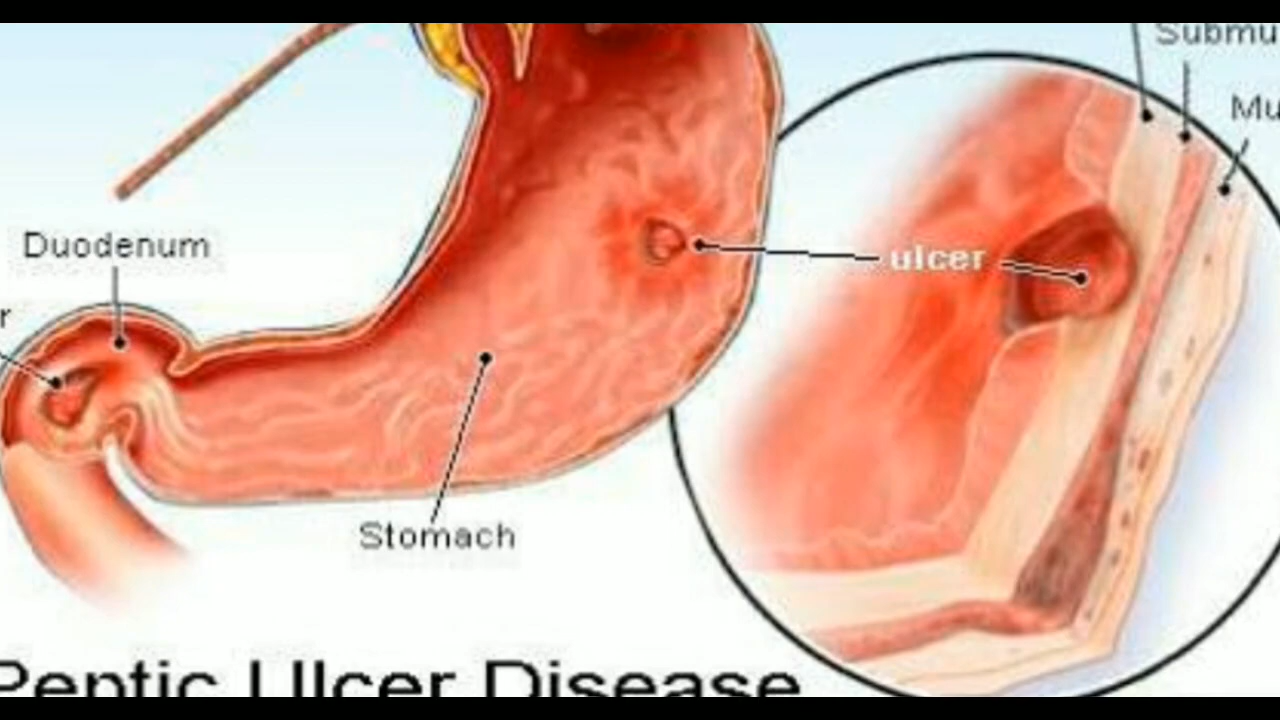 Submu
Mu
Duodenum
ulcer
r
Stomach
Peptic Ulcer Disease